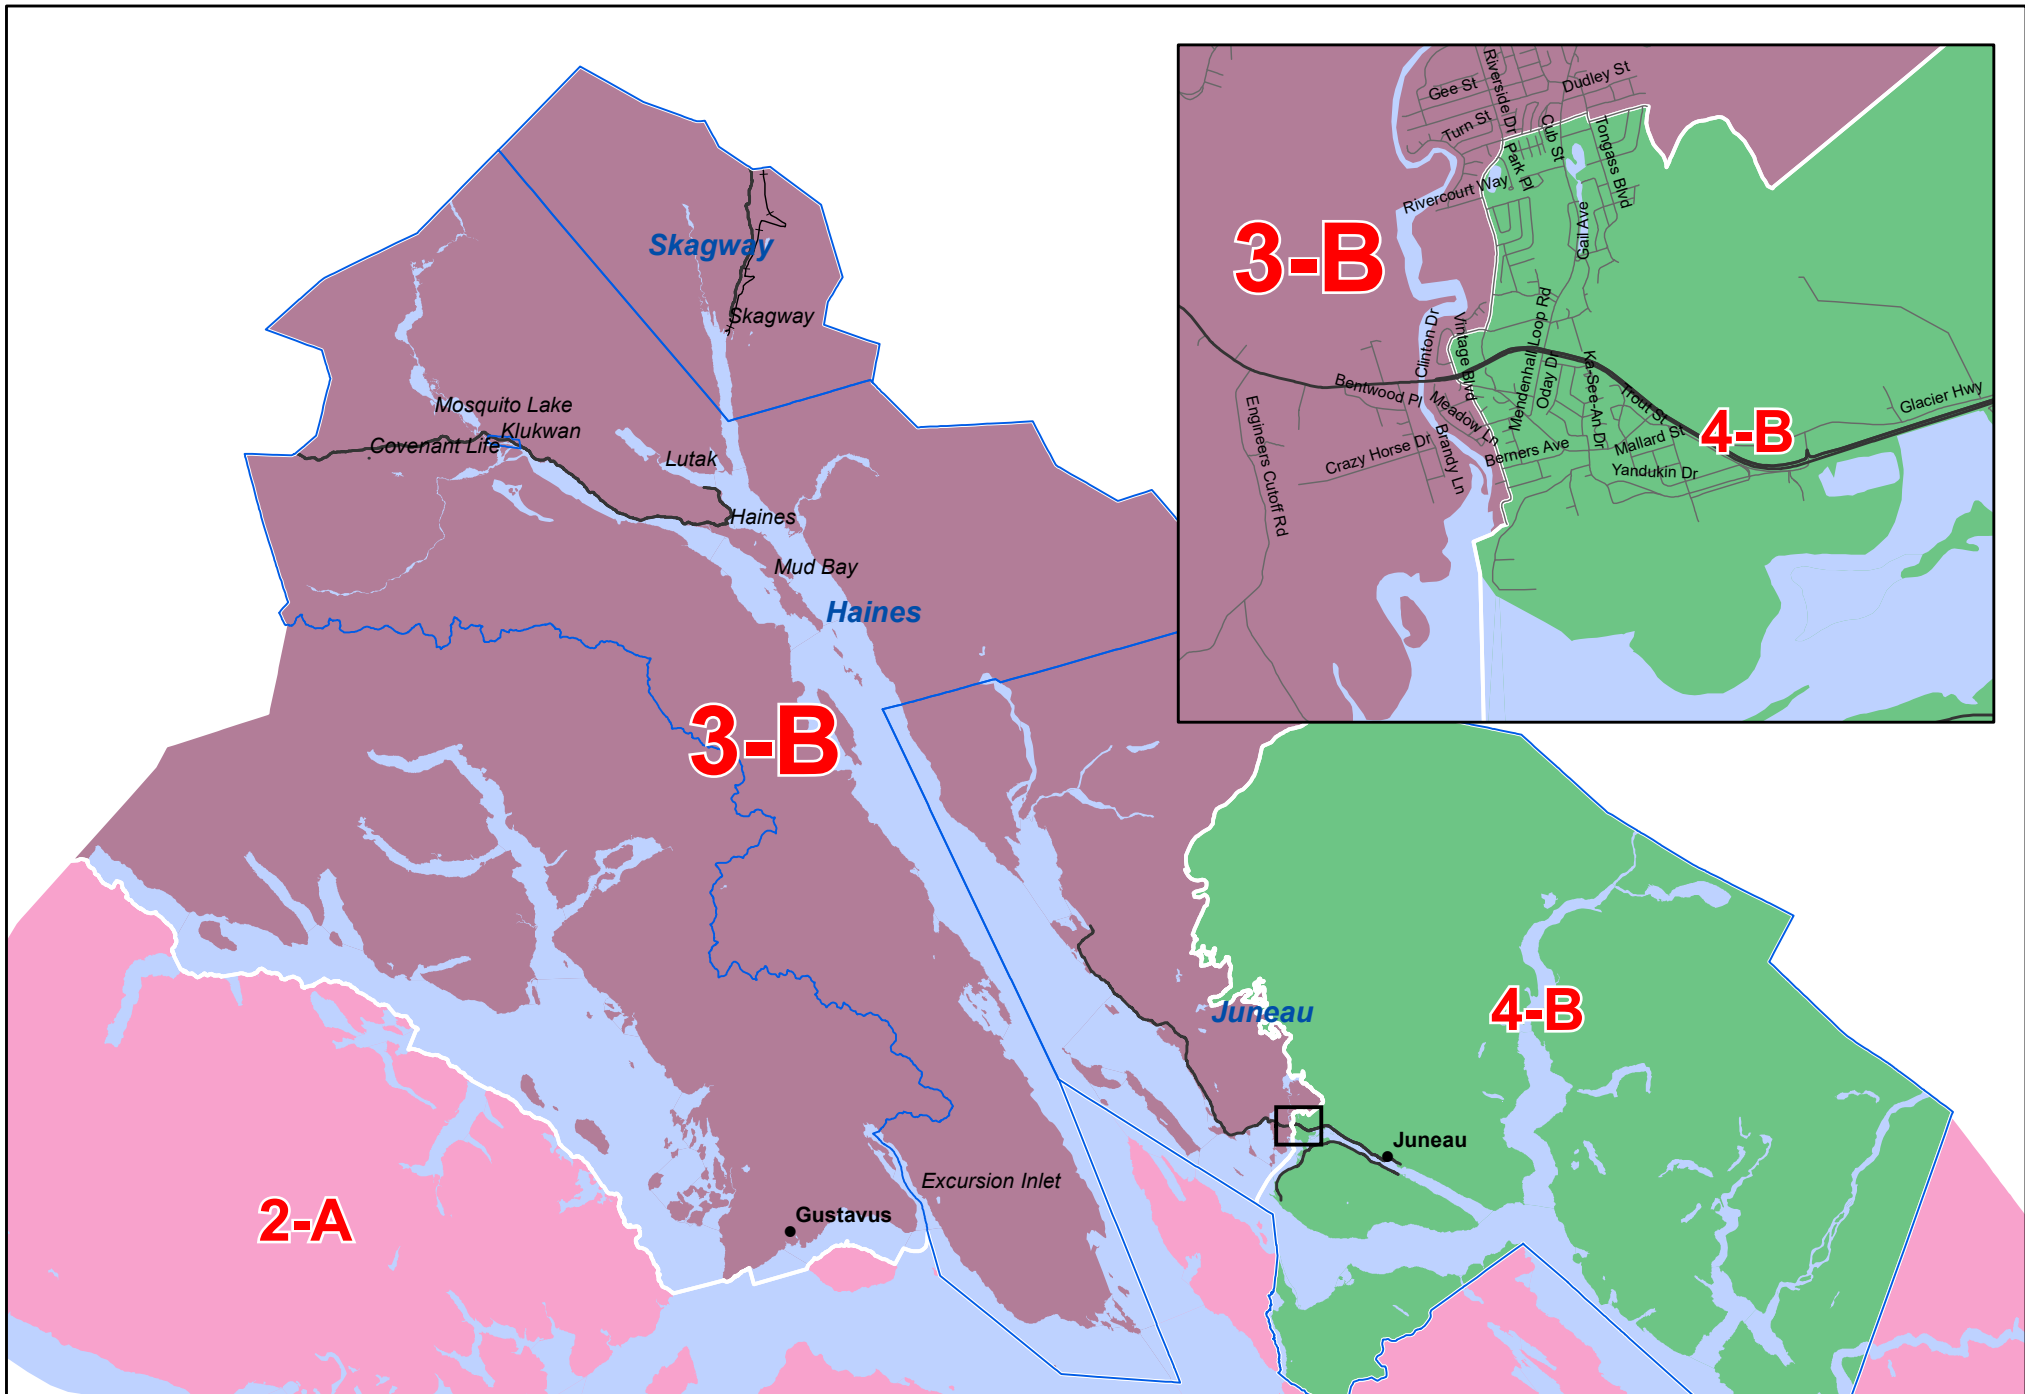 Skagway
Skagway
Mosquito Lake
Klukwan
Covenant Life
Lutak
Haines
Mud Bay
Haines
3-B
Juneau
4-B
Juneau
Excursion Inlet
Gustavus
2-A
Gee St
Riverside Dr
Dudley St
Turn St
Cub St
Tongass Blvd
Park Pl
Rivercourt Way
Gail Ave
3-B
Clinton Dr
Vintage Blvd
Mendenhall Loop Rd
Oday Dr
Ka-See-An Dr
Trout St
Glacier Hwy
Bentwood Pl
Meadow Ln
4-B
Engineers Cutoff Rd
Crazy Horse Dr
Brandy Ln
Berners Ave
Mallard St
Yandukin Dr